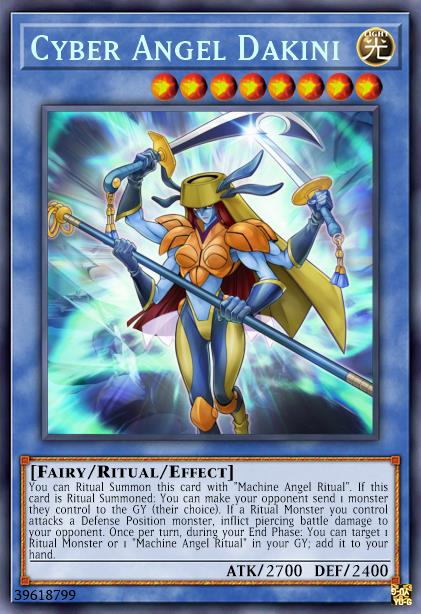 CYBER ANGEL DAKINI
LIGHT
光
[FAIRY/RITUAL/EFFECT]
You can Ritual Summon this card with "Machine Angel Ritual". If this
card is Ritual Summoned: You can make your opponent send 1 monster
they control to the GY (their choice). If a Ritual Monster you control
attacks a Defense Position monster, inflict piercing battle damage to
your opponent. Once per turn, during your End Phase: You can target 1
Ritual Monster or 1 "Machine Angel Ritual" in your GY; add it to your
hand.
ATK/2700 DEF/2400
39618799